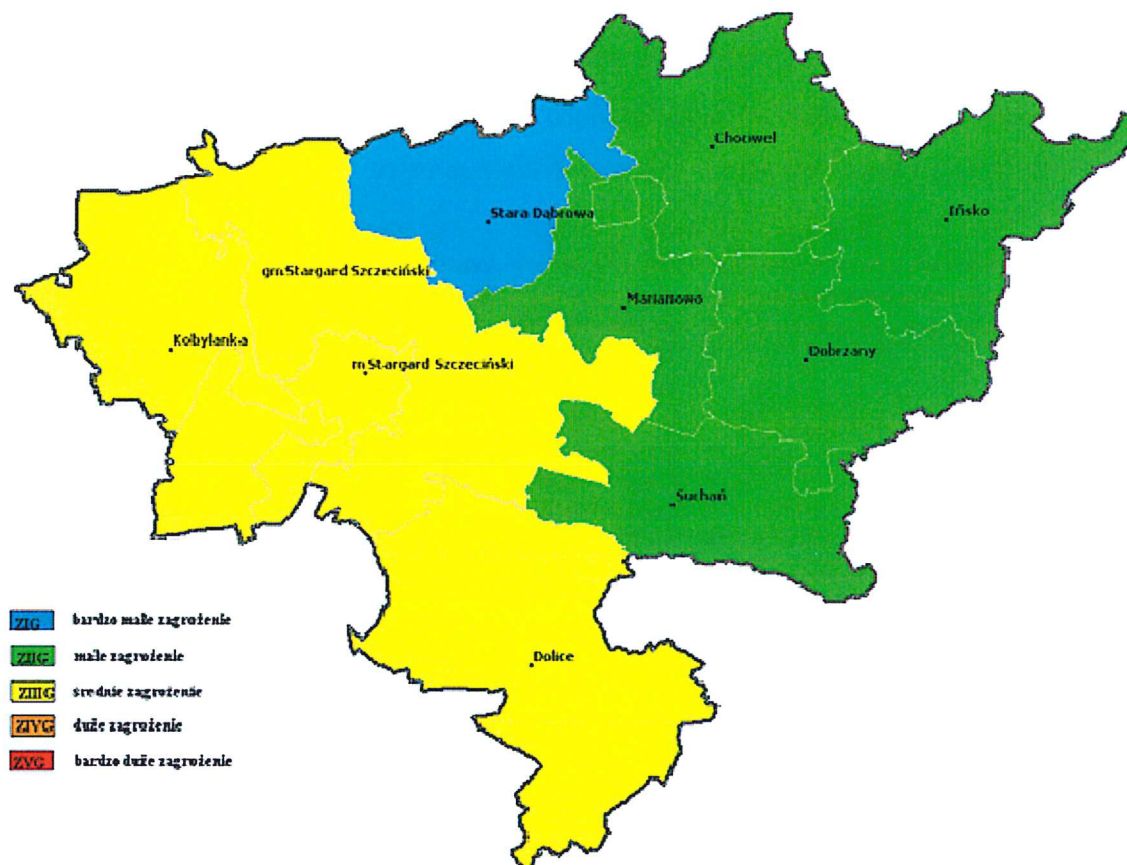 Chociwel
Ińsko
Stara Dąbrowa
gm.Stargard Szczeciński
Marianowo
Kobylanka
m Stargard Szczeciński
Dobrzany
Suchań
Dolice
ZIG bardzo małe zagrożenie
ZIIG małe zagrożenie
ZIIIG średnie zagrożenie
ZIVG duże zagrożenie
ZVG bardzo duże zagrożenie